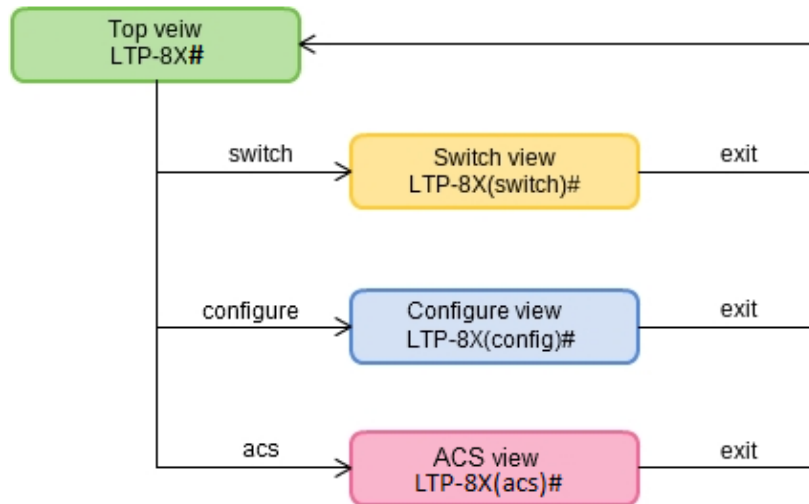 Top veiw
LTP-8X#
switch
Switch view
LTP-8X(switch)#
exit
configure
Configure view
LTP-8X(config)#
exit
acs
ACS view
LTP-8X(acs)#
exit